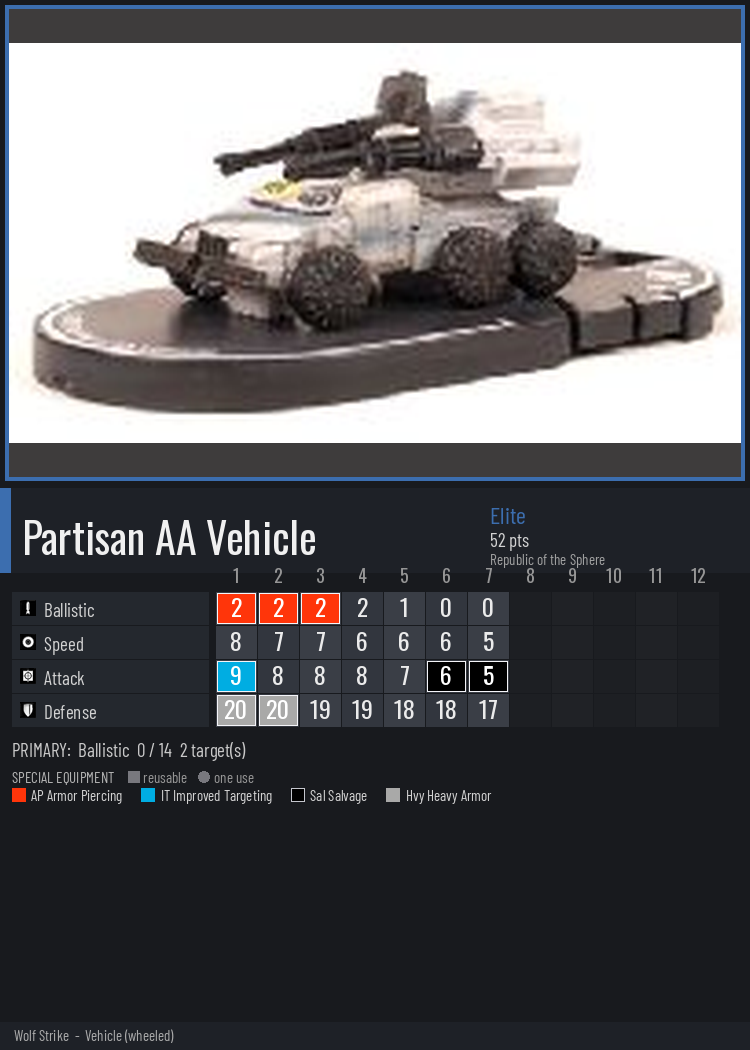 Partisan AA Vehicle
Elite
52 pts
Republic of the Sphere
1 2 3 4 5 6 7 8 9 10 11 12
Ballistic 2 2 2 2 1 0 0
Speed 8 7 7 6 6 6 5
Attack 9 8 8 8 7 6 5
Defense 20 20 19 19 18 18 17
PRIMARY: Ballistic 0 / 14 2 target(s)
SPECIAL EQUIPMENT reusable one use
AP Armor Piercing IT Improved Targeting Sal Salvage Hvy Heavy Armor
Wolf Strike - Vehicle (wheeled)